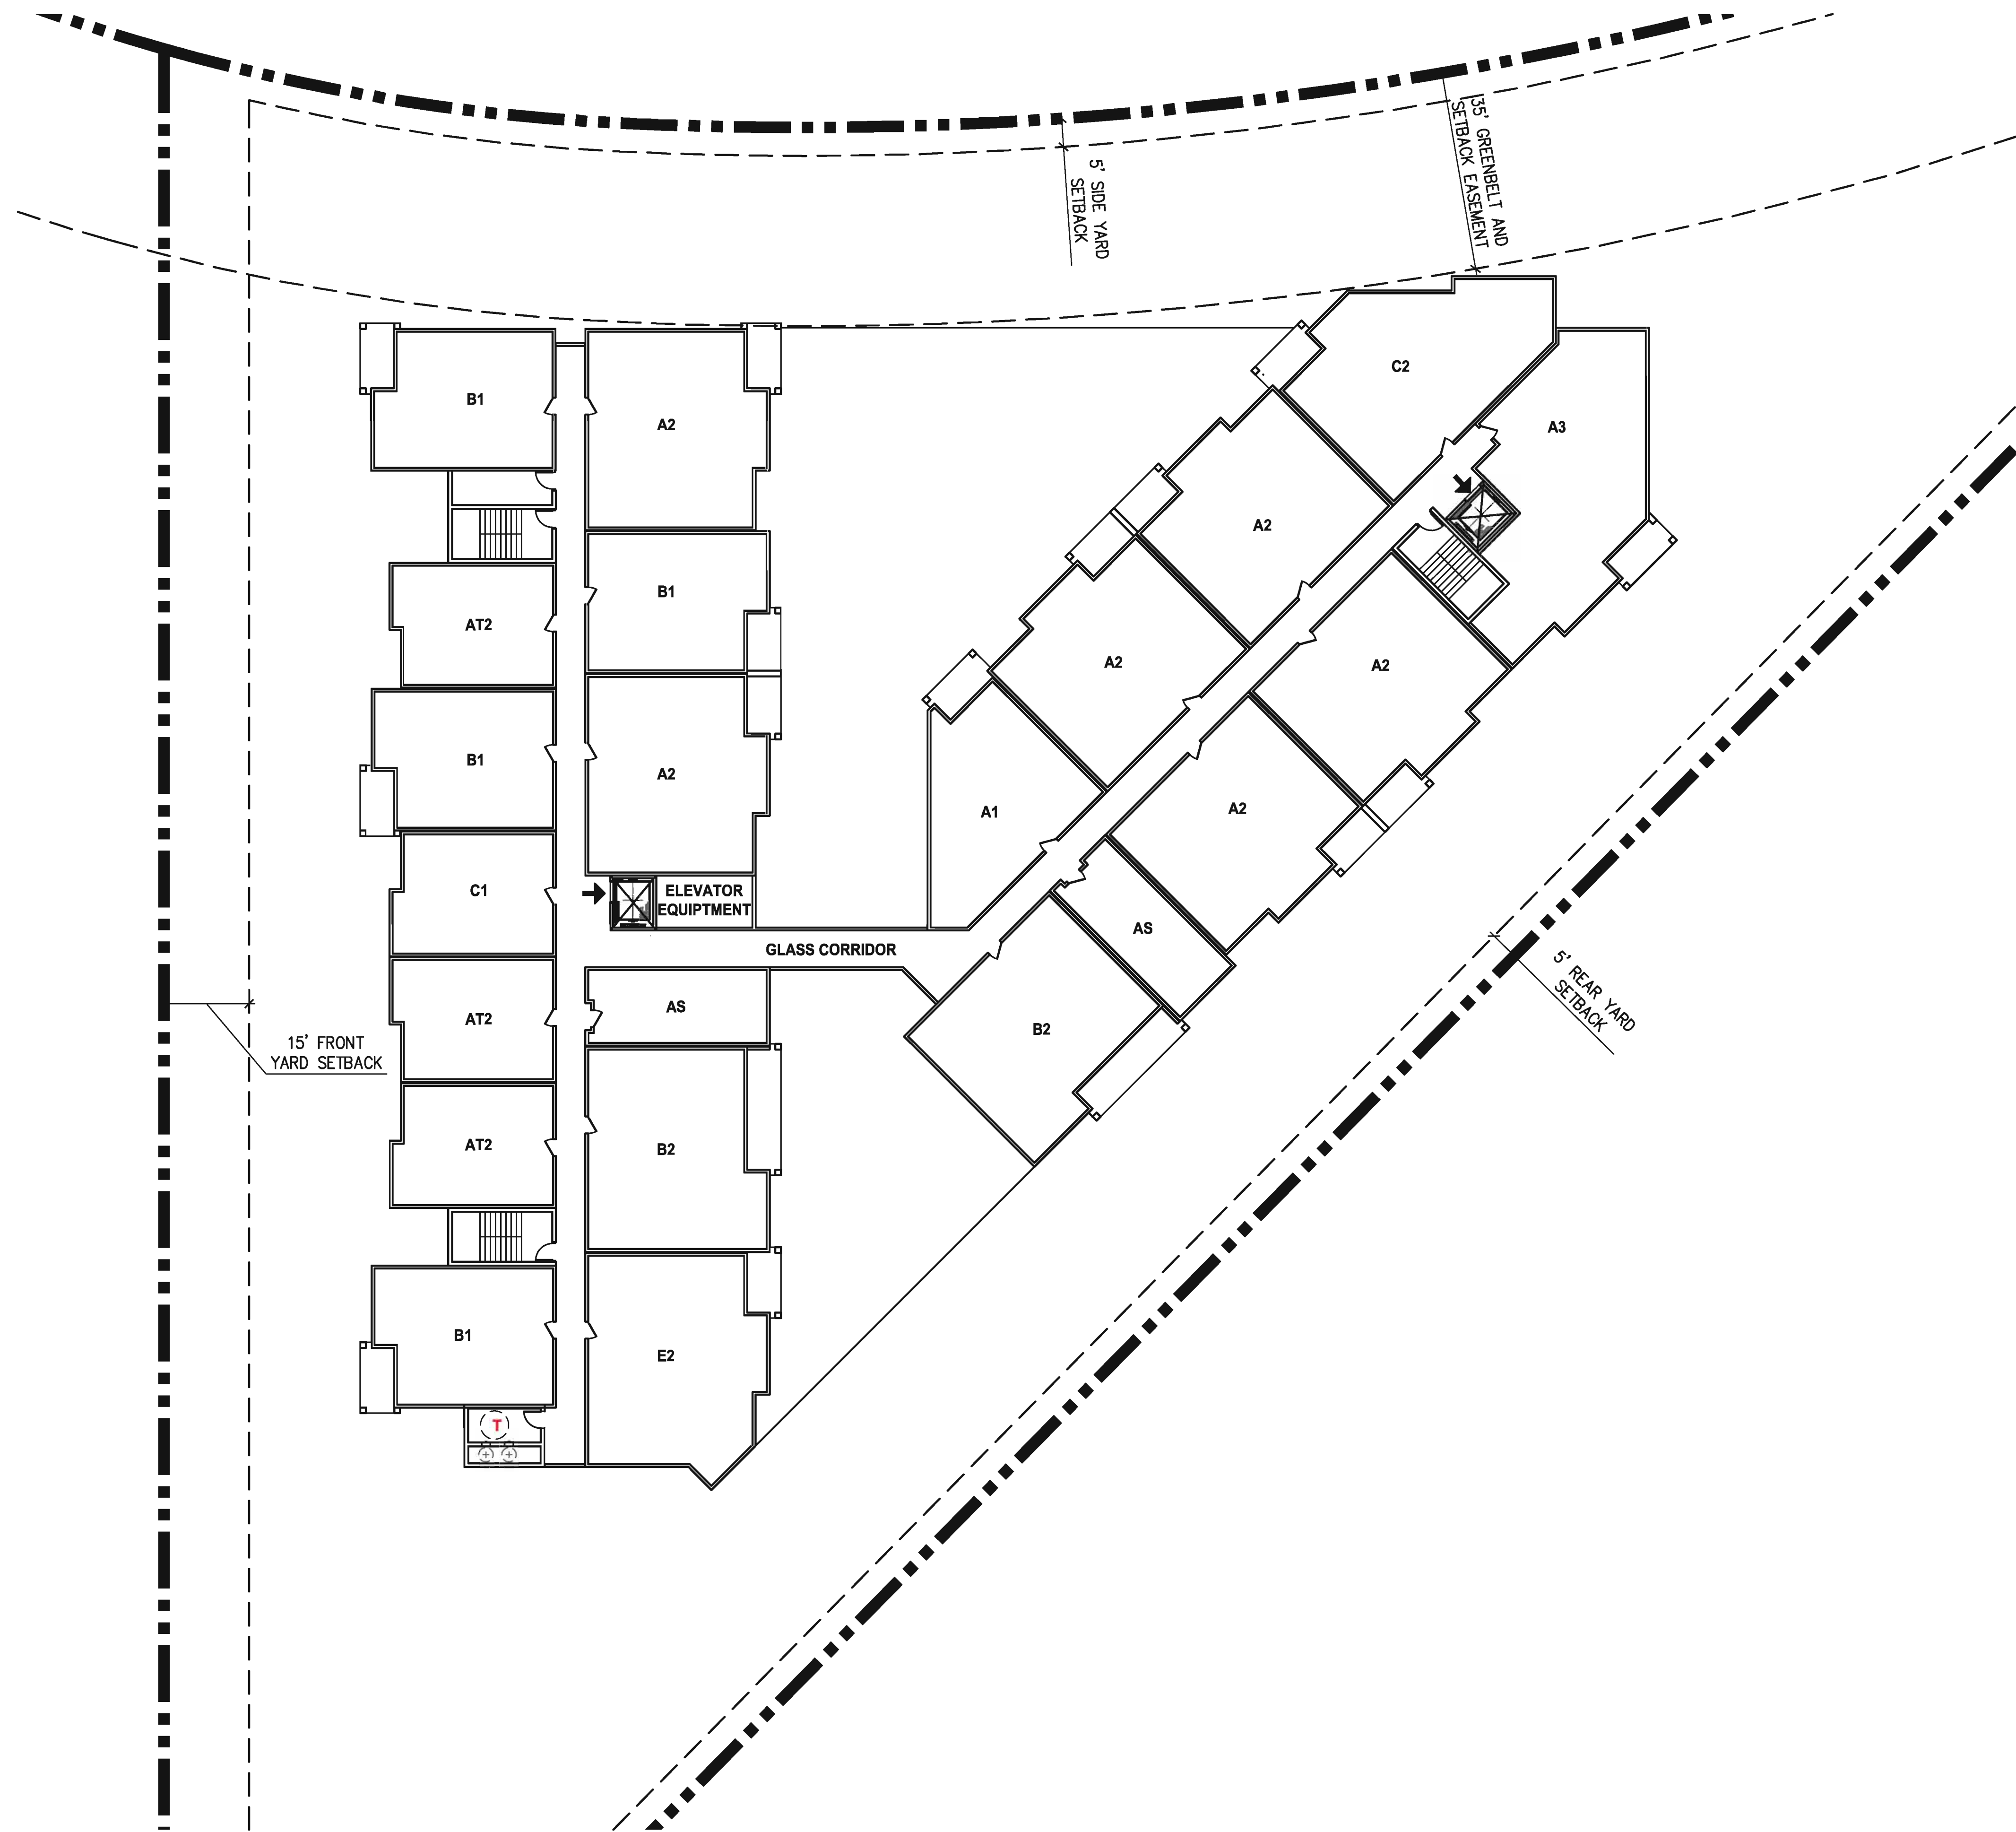 35' GREENBELT AND
SETBACK EASEMENT
5' SIDE YARD
SETBACK
C2
B1
A2
A3
A2
B1
AT2
A2
A2
B1
A2
A1
A2
C1
ELEVATOR
EQUIPTMENT
AS
GLASS CORRIDOR
AS
AT2
B2
5' REAR YARD
SETBACK
15' FRONT
YARD SETBACK
AT2
B2
B1
E2
T